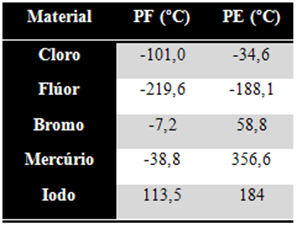 Material PF (°C) PE (°C)
Cloro -101,0 -34,6
Flúor -219,6 -188,1
Bromo -7,2 58,8
Mercúrio -38,8 356,6
Iodo 113,5 184